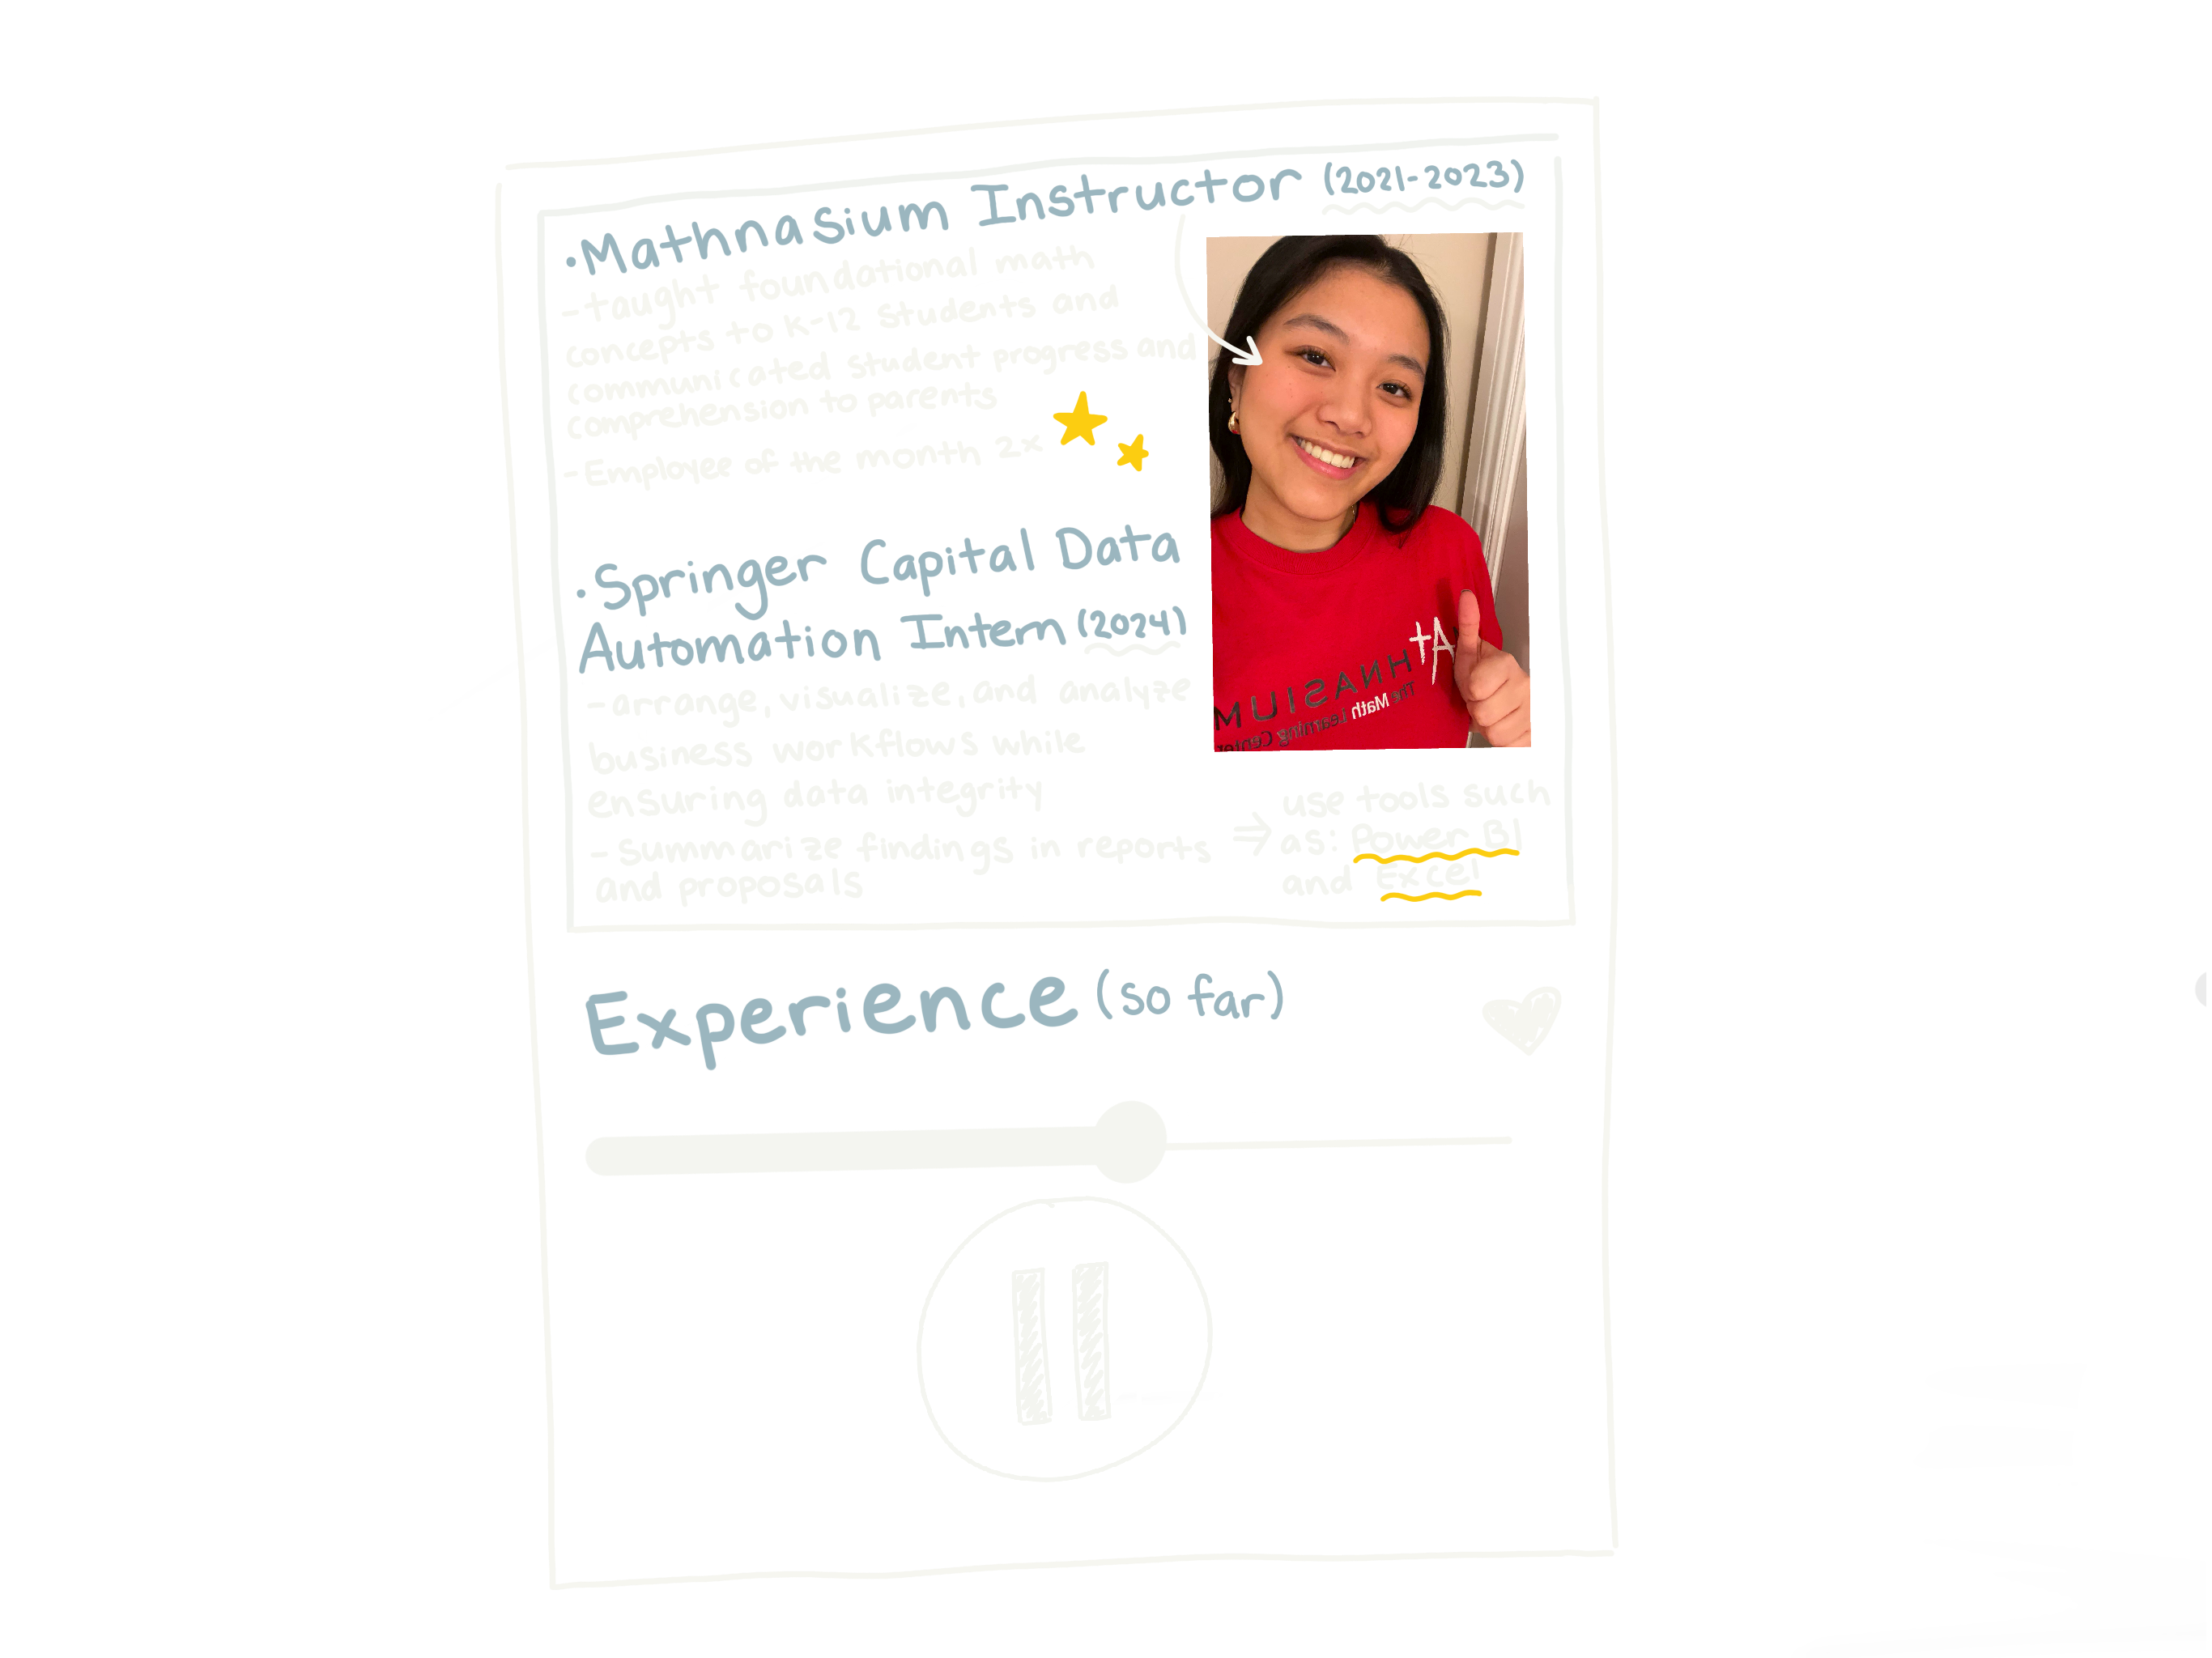 •Mathnasium Instructor (2021-2023)
-taught foundational math
concepts to K-12 students and
communicated student progress and
comprehension to parents
-Employee of the month 2x
•Springer Capital Data
Automation Intern (2024)
-arrange, visualize, and analyze
business workflows while
ensuring data integrity
-summarize findings in reports
and proposals
⇒ use tools such
as: Power BI
and Excel
MATHNASIUM
The Math Learning Center
Experience (so far)